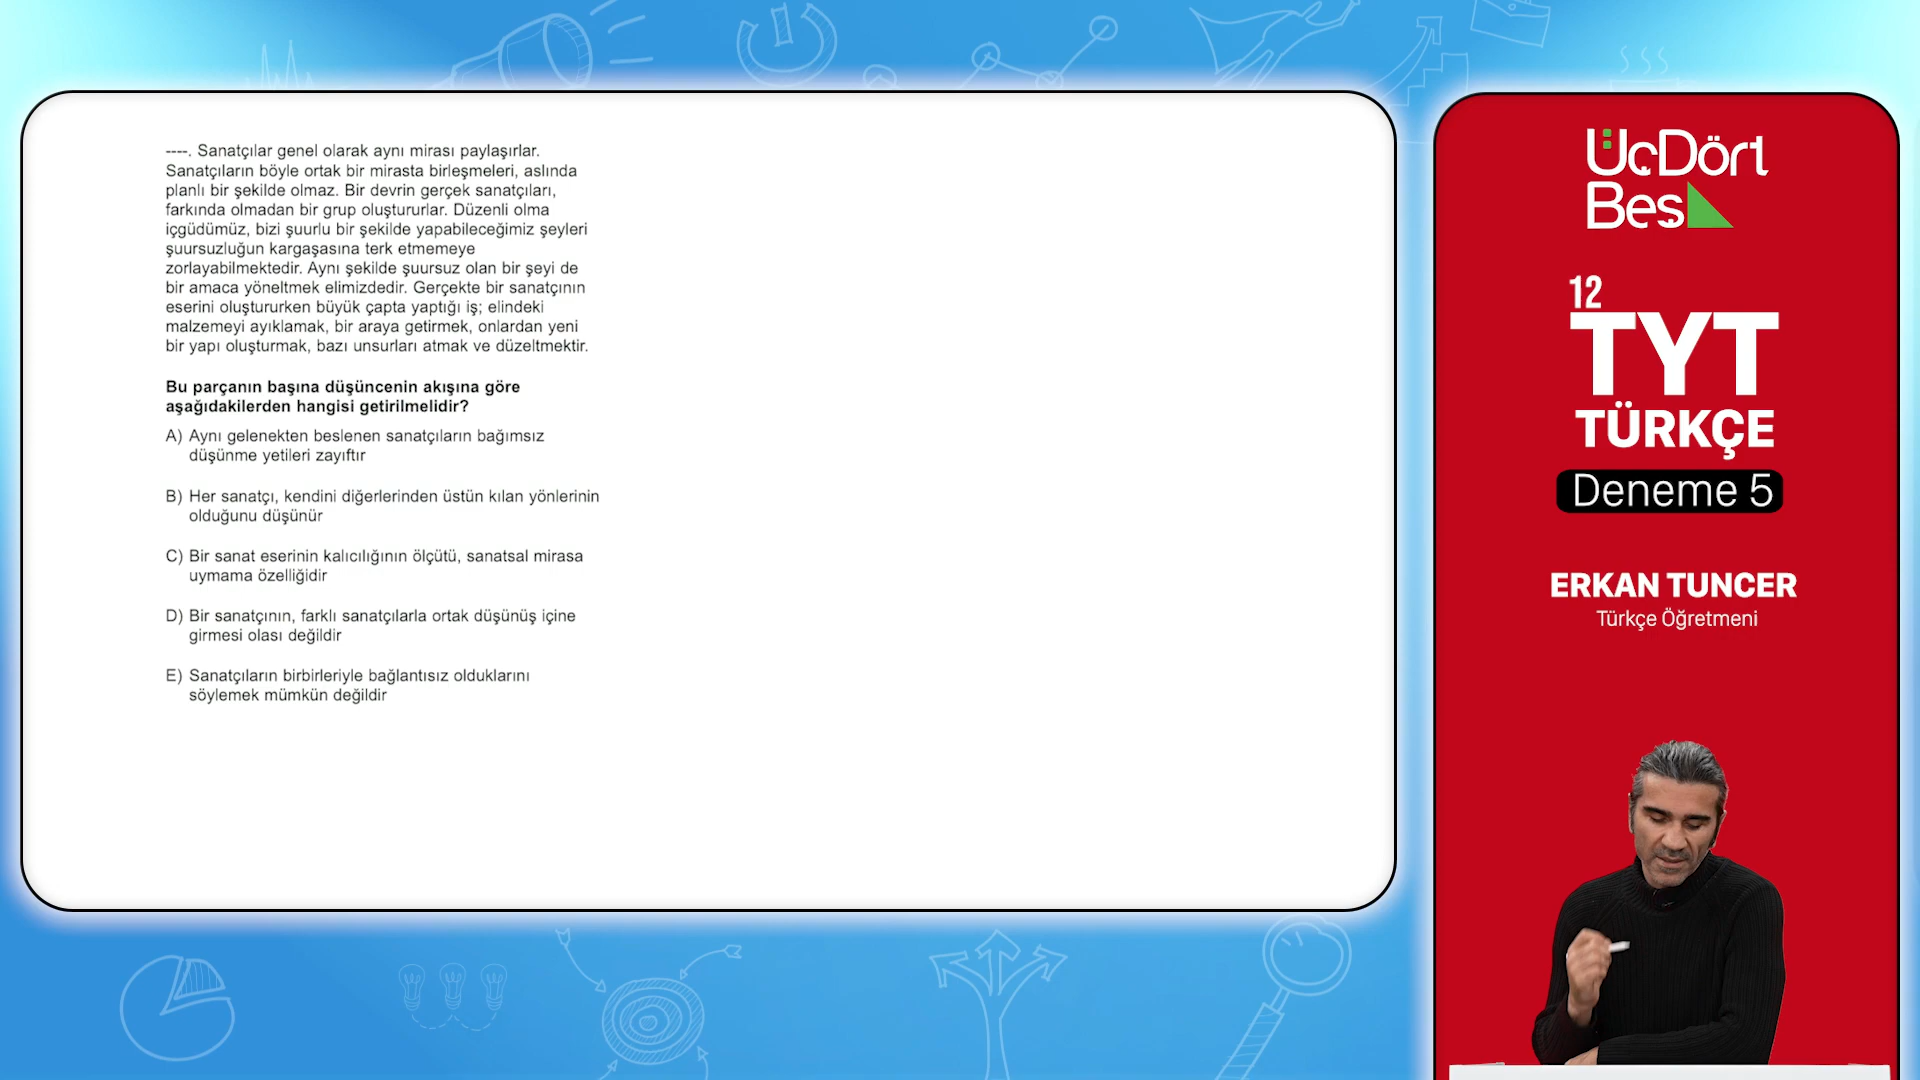 ----. Sanatçılar genel olarak aynı mirası paylaşırlar.
Sanatçıların böyle ortak bir mirasta birleşmeleri, aslında
planlı bir şekilde olmaz. Bir devrin gerçek sanatçıları,
farkında olmadan bir grup oluştururlar. Düzenli olma
içgüdümüz, bizi şuurlu bir şekilde yapabileceğimiz şeyleri
şuursuzluğun kargaşasına terk etmemeye
zorlayabilmektedir. Aynı şekilde şuursuz olan bir şeyi de
bir amaca yöneltmek elimizdedir. Gerçekte bir sanatçının
eserini oluştururken büyük çapta yaptığı iş; elindeki
malzemeyi ayıklamak, bir araya getirmek, onlardan yeni
bir yapı oluşturmak, bazı unsurları atmak ve düzeltmektir.
Bu parçanın başına düşüncenin akışına göre
aşağıdakilerden hangisi getirilmelidir?
A) Aynı gelenekten beslenen sanatçıların bağımsız
düşünme yetileri zayıftır
B) Her sanatçı, kendini diğerlerinden üstün kılan yönlerinin
olduğunu düşünür
C) Bir sanat eserinin kalıcılığının ölçütü, sanatsal mirasa
uymama özelliğidir
D) Bir sanatçının, farklı sanatçılarla ortak düşünüş içine
girmesi olası değildir
E) Sanatçıların birbirleriyle bağlantısız olduklarını
söylemek mümkün değildir
ÜçDört
Beş
12
TYT
TÜRKÇE
Deneme 5
ERKAN TUNCER
Türkçe Öğretmeni